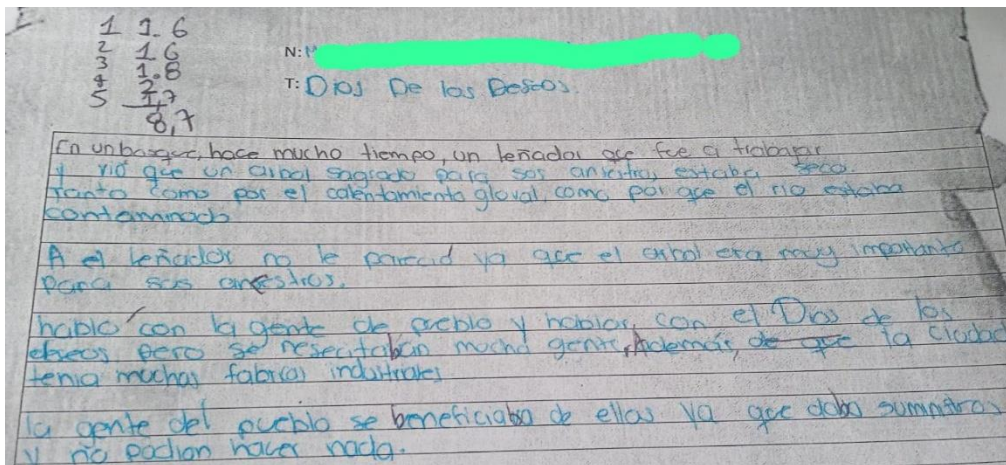 1 1.6
2 1.6
3 1.8
4 2
5 1,7
8,7
N:
T: Dios De los Deseos.
En un bosque, hace mucho tiempo, un leñador que fue a trabajar
y vió que un arbol sagrado para sus ancistros, estaba seco.
Tanto como por el calentamiento gloval, como por que el rio estaba
contaminado
A el leñador no le pareció ya que el arbol era muy importante
para sus ancestros.
hablo con la gente de pueblo y hablar con el Dios de los
deseos pero se nesecitaban mucha gente, Ademas, de que la Ciudad
tenia muchas fabricas industriales
la gente del pueblo se beneficiaba de ellas ya que daba suministros
y no podian hacer nada.